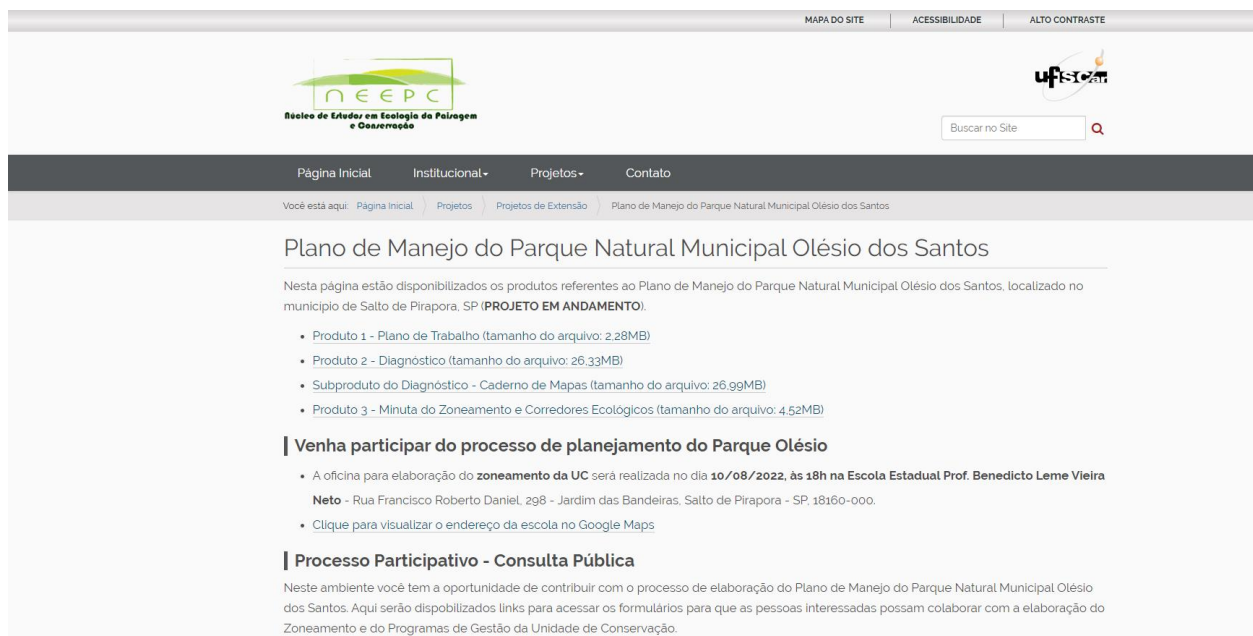 MAPA DO SITE ACESSIBILIDADE ALTO CONTRASTE
NEEPC
Núcleo de Estudos em Ecologia da Paisagem
e Conservação
ufscar
Buscar no Site
Página Inicial Institucional Projetos Contato
Você está aqui: Página Inicial Projetos Projetos de Extensão Plano de Manejo do Parque Natural Municipal Olésio dos Santos
Plano de Manejo do Parque Natural Municipal Olésio dos Santos
Nesta página estão disponibilizados os produtos referentes ao Plano de Manejo do Parque Natural Municipal Olésio dos Santos, localizado no
município de Salto de Pirapora, SP (PROJETO EM ANDAMENTO).
• Produto 1 - Plano de Trabalho (tamanho do arquivo: 2,28MB)
• Produto 2 - Diagnóstico (tamanho do arquivo: 26,33MB)
• Subproduto do Diagnóstico - Caderno de Mapas (tamanho do arquivo: 26,99MB)
• Produto 3 - Minuta do Zoneamento e Corredores Ecológicos (tamanho do arquivo: 4,52MB)
Venha participar do processo de planejamento do Parque Olésio
• A oficina para elaboração do zoneamento da UC será realizada no dia 10/08/2022, às 18h na Escola Estadual Prof. Benedicto Leme Vieira
Neto - Rua Francisco Roberto Daniel, 298 - Jardim das Bandeiras, Salto de Pirapora - SP, 18160-000.
• Clique para visualizar o endereço da escola no Google Maps
Processo Participativo - Consulta Pública
Neste ambiente você tem a oportunidade de contribuir com o processo de elaboração do Plano de Manejo do Parque Natural Municipal Olésio
dos Santos. Aqui serão dispobilizados links para acessar os formulários para que as pessoas interessadas possam colaborar com a elaboração do
Zoneamento e do Programas de Gestão da Unidade de Conservação.